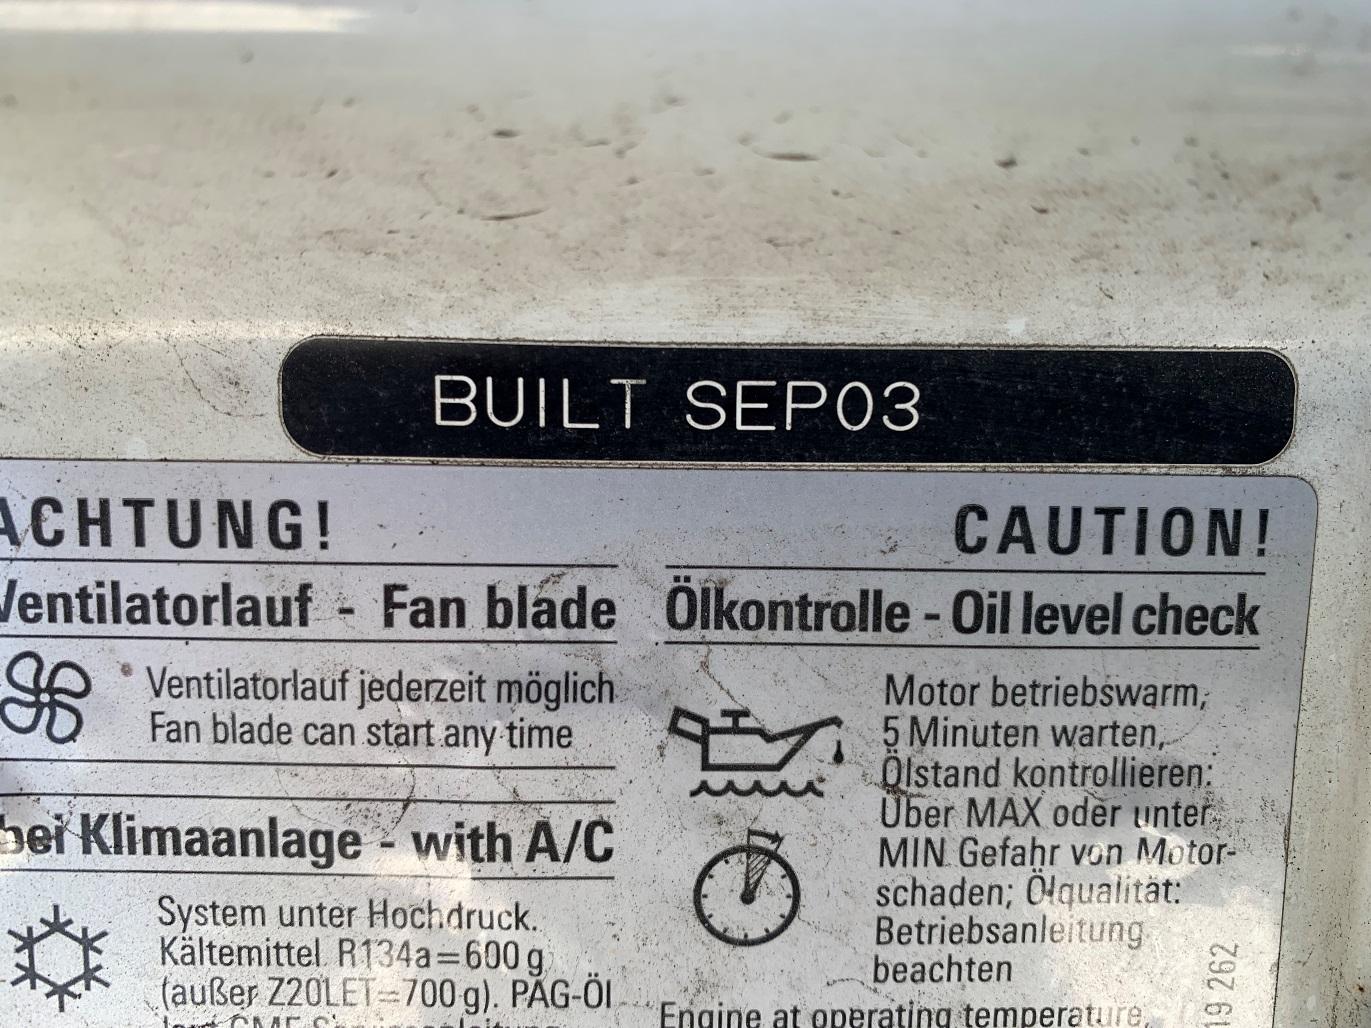 BUILT SEP03
ACHTUNG!
CAUTION!
Ventilatorlauf - Fan blade
Ventilatorlauf jederzeit möglich
Fan blade can start any time
bei Klimaanlage - with A/C
System unter Hochdruck.
Kältemittel R134a=600 g
(außer Z20LET=700 g). PAG-Öl
Ölkontrolle - Oil level check
Motor betriebswarm,
5 Minuten warten,
Ölstand kontrollieren:
Über MAX oder unter
MIN Gefahr von Motor-
schaden; Ölqualität:
Betriebsanleitung
beachten
Engine at operating temperature,
19 262